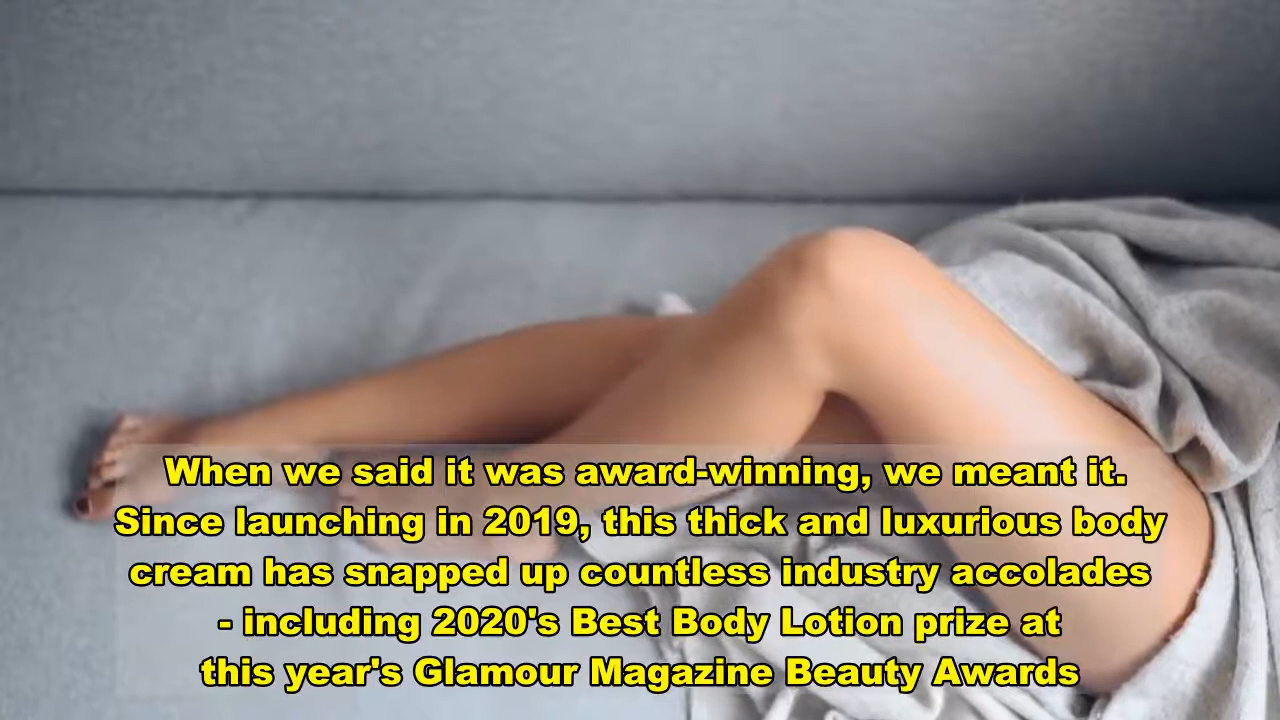 When we said it was award-winning, we meant it.
Since launching in 2019, this thick and luxurious body
cream has snapped up countless industry accolades
- including 2020's Best Body Lotion prize at
this year's Glamour Magazine Beauty Awards